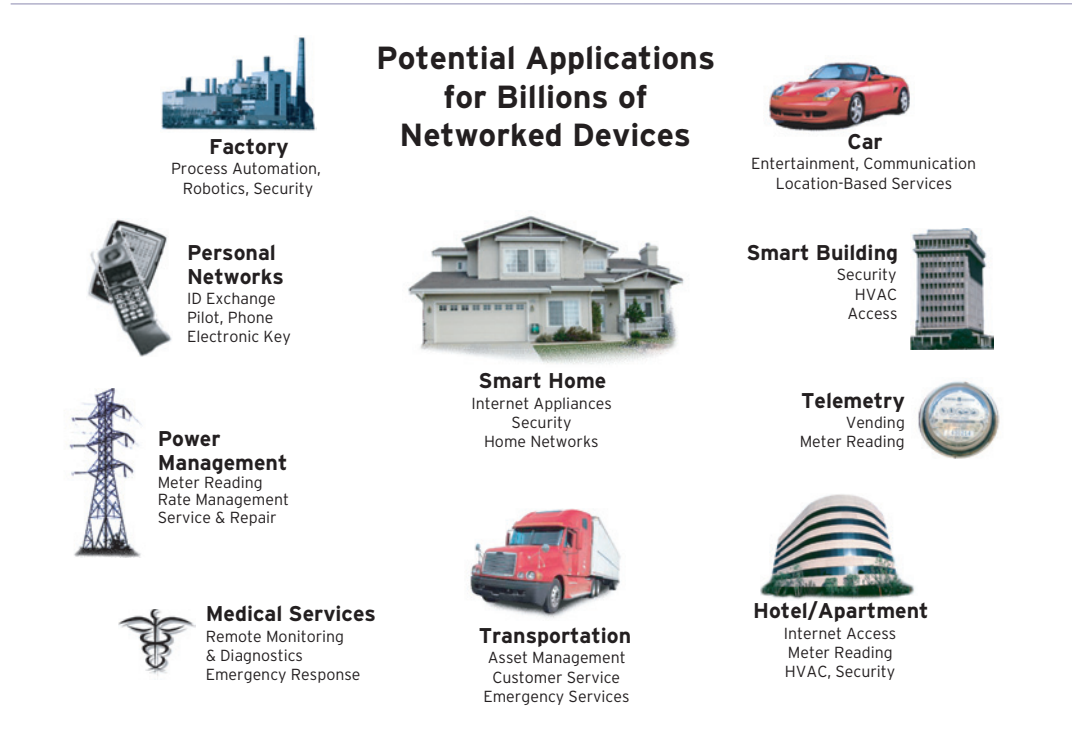 Potential Applications
for Billions of
Networked Devices
Factory
Process Automation,
Robotics, Security
Car
Entertainment, Communication
Location-Based Services
Personal
Networks
ID Exchange
Pilot, Phone
Electronic Key
Smart Home
Internet Appliances
Security
Home Networks
Smart Building
Security
HVAC
Access
Power
Management
Meter Reading
Rate Management
Service & Repair
Telemetry
Vending
Meter Reading
Medical Services
Remote Monitoring
& Diagnostics
Emergency Response
Transportation
Asset Management
Customer Service
Emergency Services
Hotel/Apartment
Internet Access
Meter Reading
HVAC, Security